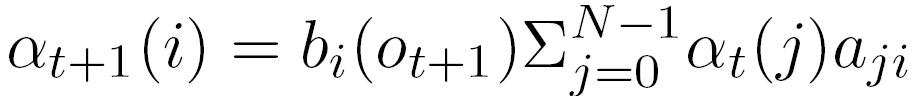 α_{t+1}(i) = b_i(o_{t+1})Σ_{j=0}^{N−1}α_t(j)a_{ji}